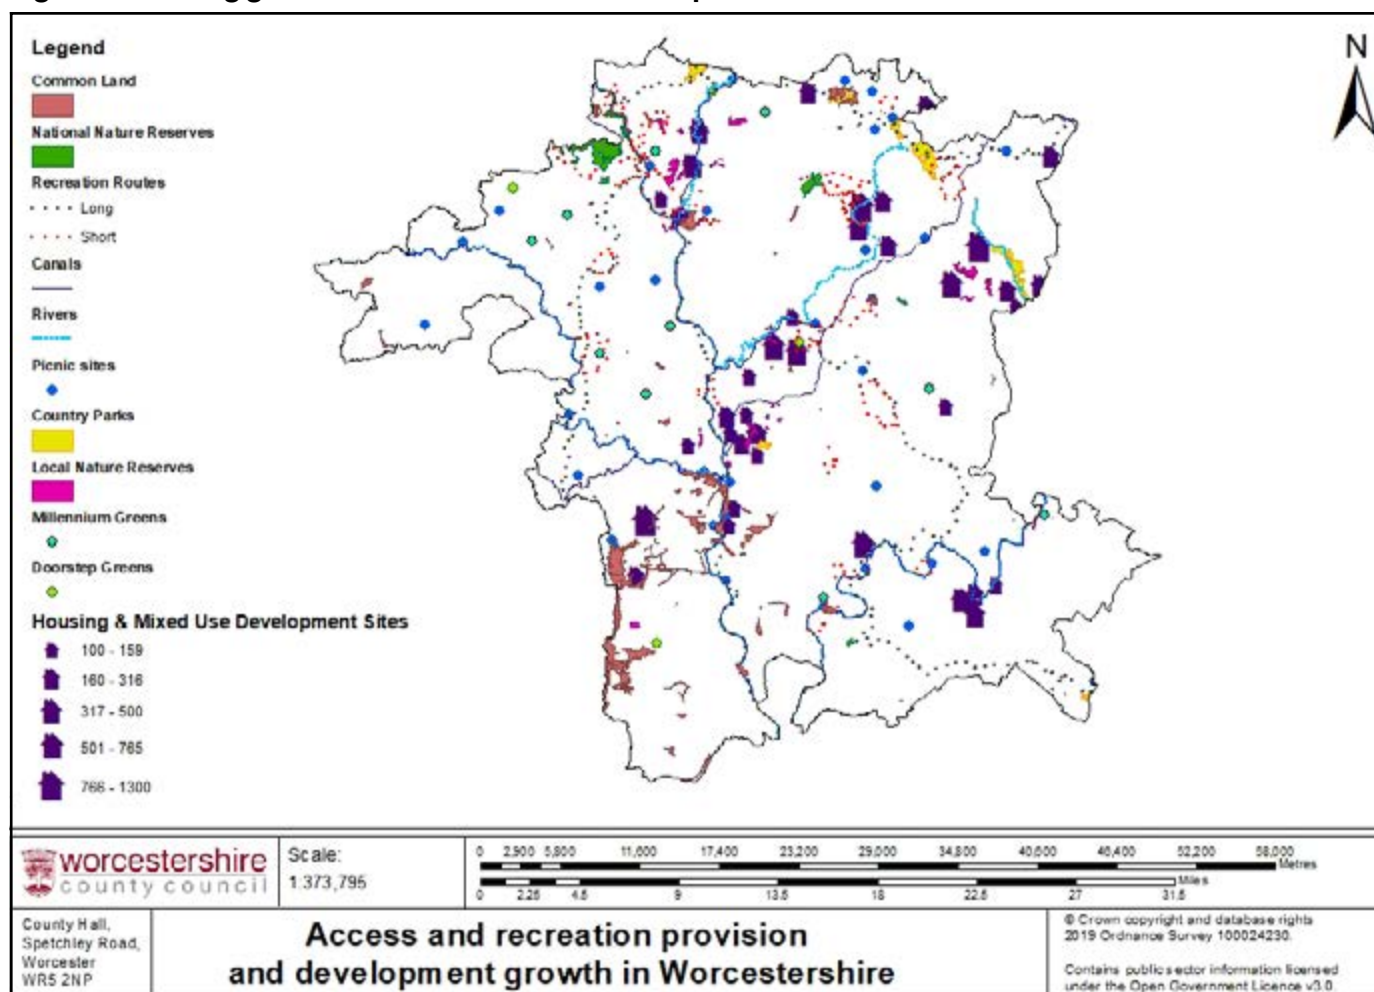 Legend
Common Land
National Nature Reserves
Recreation Routes
Long
Short
Canals
Rivers
Picnic sites
Country Parks
Local Nature Reserves
Millennium Greens
Doorstep Greens
Housing & Mixed Use Development Sites
100 - 159
160 - 316
317 - 500
501 - 765
766 - 1300
N
worcestershire
county council
Scale:
1:373,795
0 2,900 5,800 11,600 17,400 23,200 29,000 34,800 40,600 46,400 52,200 58,000
Metres
Miles
0 2.25 4.5 9 13.5 18 22.5 27 31.5
County Hall,
Spetchley Road,
Worcester
WR5 2NP
Access and recreation provision
and development growth in Worcestershire
© Crown copyright and database rights
2019 Ordnance Survey 100024230.
Contains public sector information licensed
under the Open Government Licence v3.0.